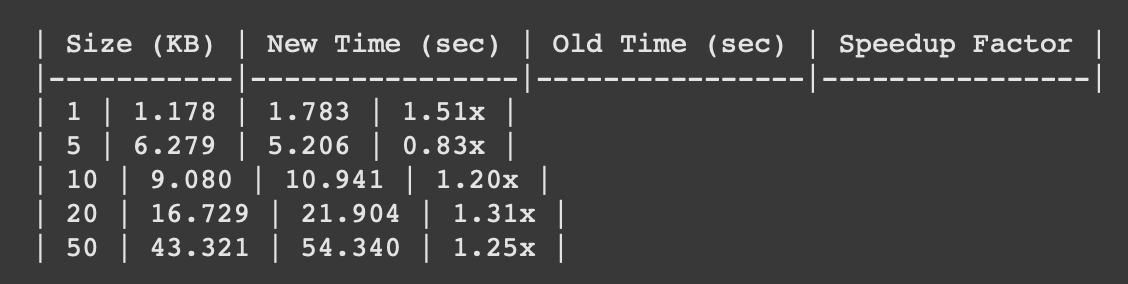 | Size (KB) | New Time (sec) | Old Time (sec) | Speedup Factor |
|-----------|----------------|----------------|----------------|
| 1 | 1.178 | 1.783 | 1.51x |
| 5 | 6.279 | 5.206 | 0.83x |
| 10 | 9.080 | 10.941 | 1.20x |
| 20 | 16.729 | 21.904 | 1.31x |
| 50 | 43.321 | 54.340 | 1.25x |